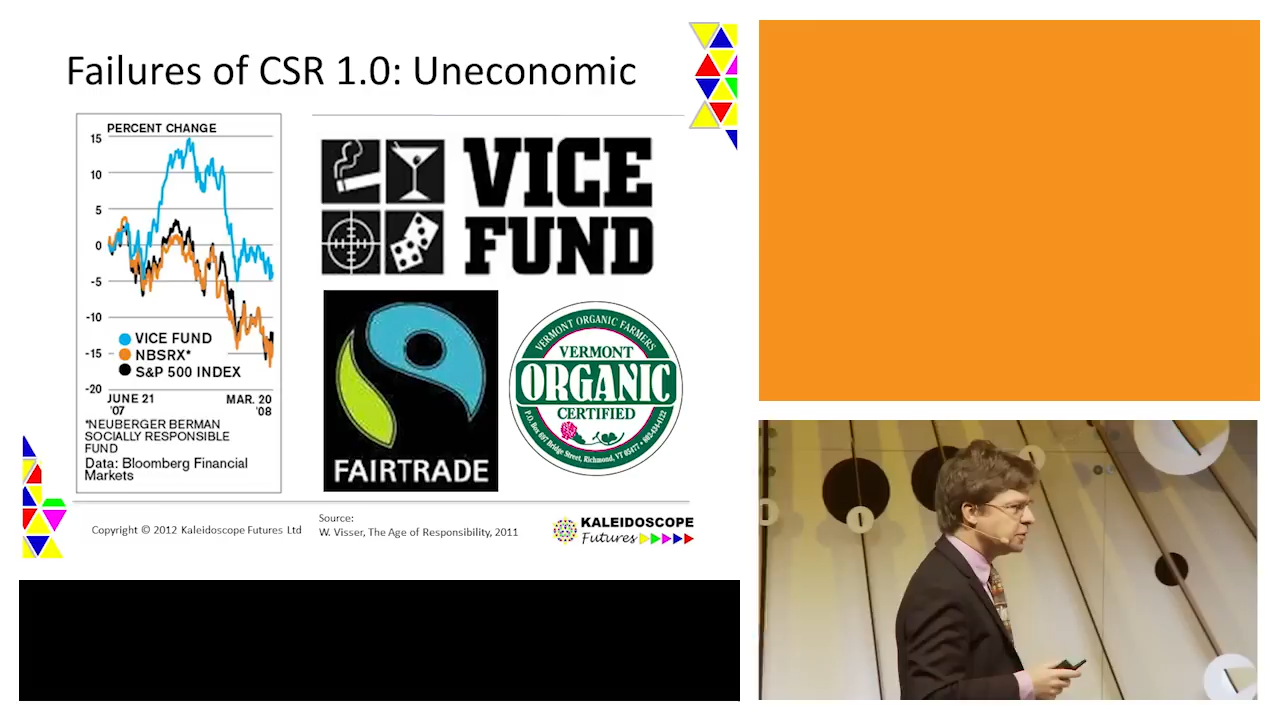 Failures of CSR 1.0: Uneconomic
PERCENT CHANGE
15
10
5
0
-5
-10
-15
-20
VICE FUND
NBSRX*
S&P 500 INDEX
JUNE 21
'07
MAR. 20
'08
*NEUBERGER BERMAN
SOCIALLY RESPONSIBLE
FUND
Data: Bloomberg Financial
Markets
VICE
FUND
FAIRTRADE
VERMONT ORGANIC FARMERS
VERMONT
ORGANIC
CERTIFIED
Copyright © 2012 Kaleidoscope Futures Ltd
Source:
W. Visser, The Age of Responsibility, 2011
KALEIDOSCOPE
Futures